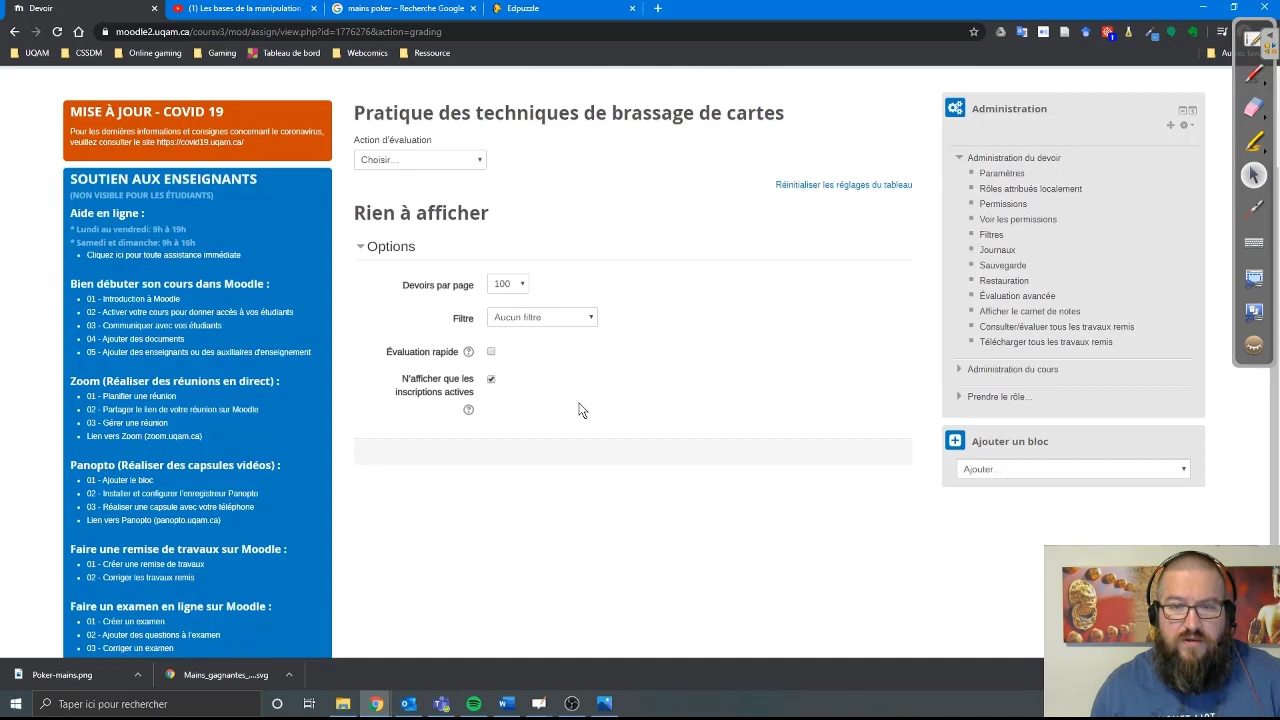 Devoir
(1) Les bases de la manipulation
mains poker – Recherche Google
Edpuzzle
moodle2.uqam.ca/coursv3/mod/assign/view.php?id=1776276&action=grading
UQAM
CSSDM
Online gaming
Gaming
Tableau de bord
Webcomics
Ressource
MISE À JOUR - COVID 19
Pour les dernières informations et consignes concernant le coronavirus,
veuillez consulter le site https://covid19.uqam.ca/
SOUTIEN AUX ENSEIGNANTS
(NON VISIBLE POUR LES ÉTUDIANTS)
Aide en ligne :
* Lundi au vendredi: 9h à 19h
* Samedi et dimanche: 9h à 16h
Cliquez ici pour toute assistance immédiate
Bien débuter son cours dans Moodle :
01 - Introduction à Moodle
02 - Activer votre cours pour donner accès à vos étudiants
03 - Communiquer avec vos étudiants
04 - Ajouter des documents
05 - Ajouter des enseignants ou des auxiliaires d'enseignement
Zoom (Réaliser des réunions en direct) :
01 - Planifier une réunion
02 - Partager le lien de votre réunion sur Moodle
03 - Gérer une réunion
Lien vers Zoom (zoom.uqam.ca)
Panopto (Réaliser des capsules vidéos) :
01 - Ajouter le bloc
02 - Installer et configurer l'enregistreur Panopto
03 - Réaliser une capsule avec votre téléphone
Lien vers Panopto (panopto.uqam.ca)
Faire une remise de travaux sur Moodle :
01 - Créer une remise de travaux
02 - Corriger les travaux remis
Faire un examen en ligne sur Moodle :
01 - Créer un examen
02 - Ajouter des questions à l'examen
03 - Corriger un examen
Pratique des techniques de brassage de cartes
Action d'évaluation
Choisir...
Réinitialiser les réglages du tableau
Rien à afficher
Options
Devoirs par page
100
Filtre
Aucun filtre
Évaluation rapide
N'afficher que les
inscriptions actives
Administration
Administration du devoir
Paramètres
Rôles attribués localement
Permissions
Voir les permissions
Filtres
Journaux
Sauvegarde
Restauration
Évaluation avancée
Afficher le carnet de notes
Consulter/évaluer tous les travaux remis
Télécharger tous les travaux remis
Administration du cours
Prendre le rôle...
Ajouter un bloc
Ajouter...
Poker-mains.png
Mains_gagnantes_....svg
Taper ici pour rechercher